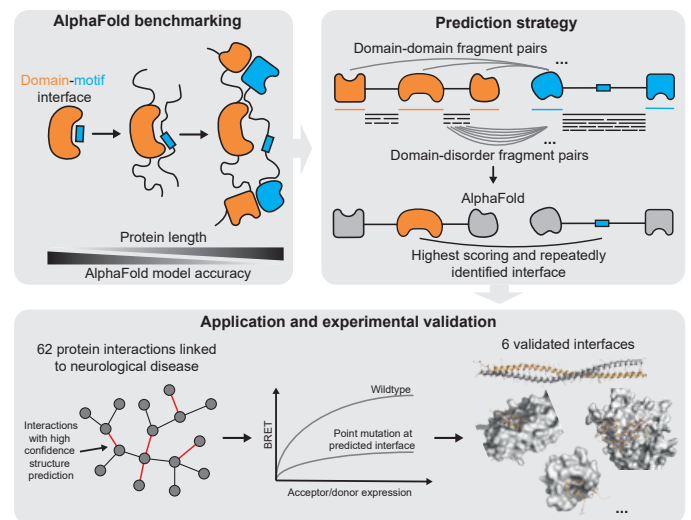 AlphaFold benchmarking
Domain-motif
interface
Protein length
AlphaFold model accuracy
Prediction strategy
Domain-domain fragment pairs
...
...
Domain-disorder fragment pairs
AlphaFold
Highest scoring and repeatedly
identified interface
Application and experimental validation
62 protein interactions linked
to neurological disease
Interactions
with high
confidence
structure
prediction
BRET
Wildtype
Point mutation at
predicted interface
Acceptor/donor expression
6 validated interfaces
...